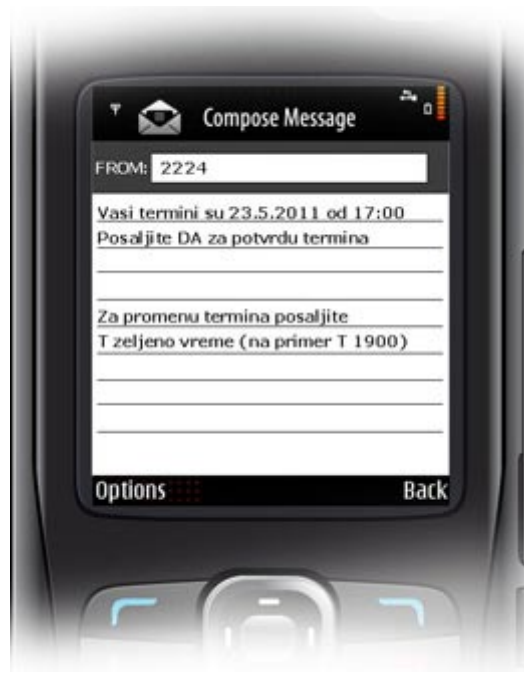 Compose Message
FROM: 2224
Vasi termini su 23.5.2011 od 17:00
Posaljite DA za potvrdu termina
Za promenu termina posaljite
T zeljeno vreme (na primer T 1900)
Options Back